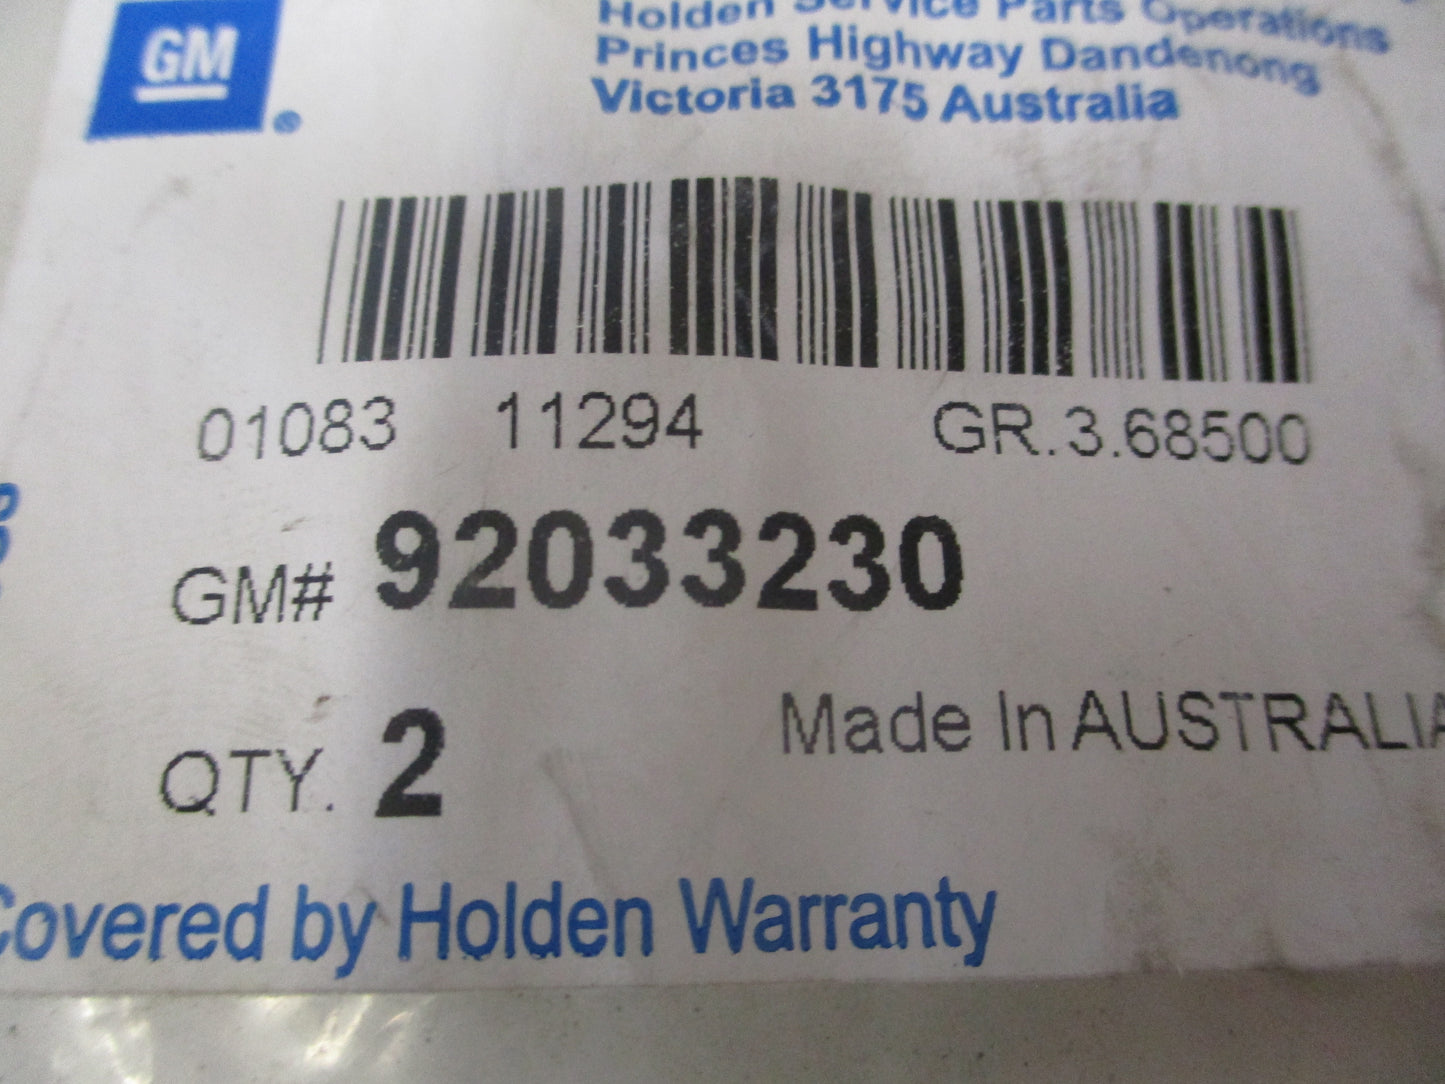 GM
®
Holden Service Parts Operations
Princes Highway Dandenong
Victoria 3175 Australia
01083 11294 GR.3.68500
GM# 92033230
QTY. 2
Made In AUSTRALIA
Covered by Holden Warranty